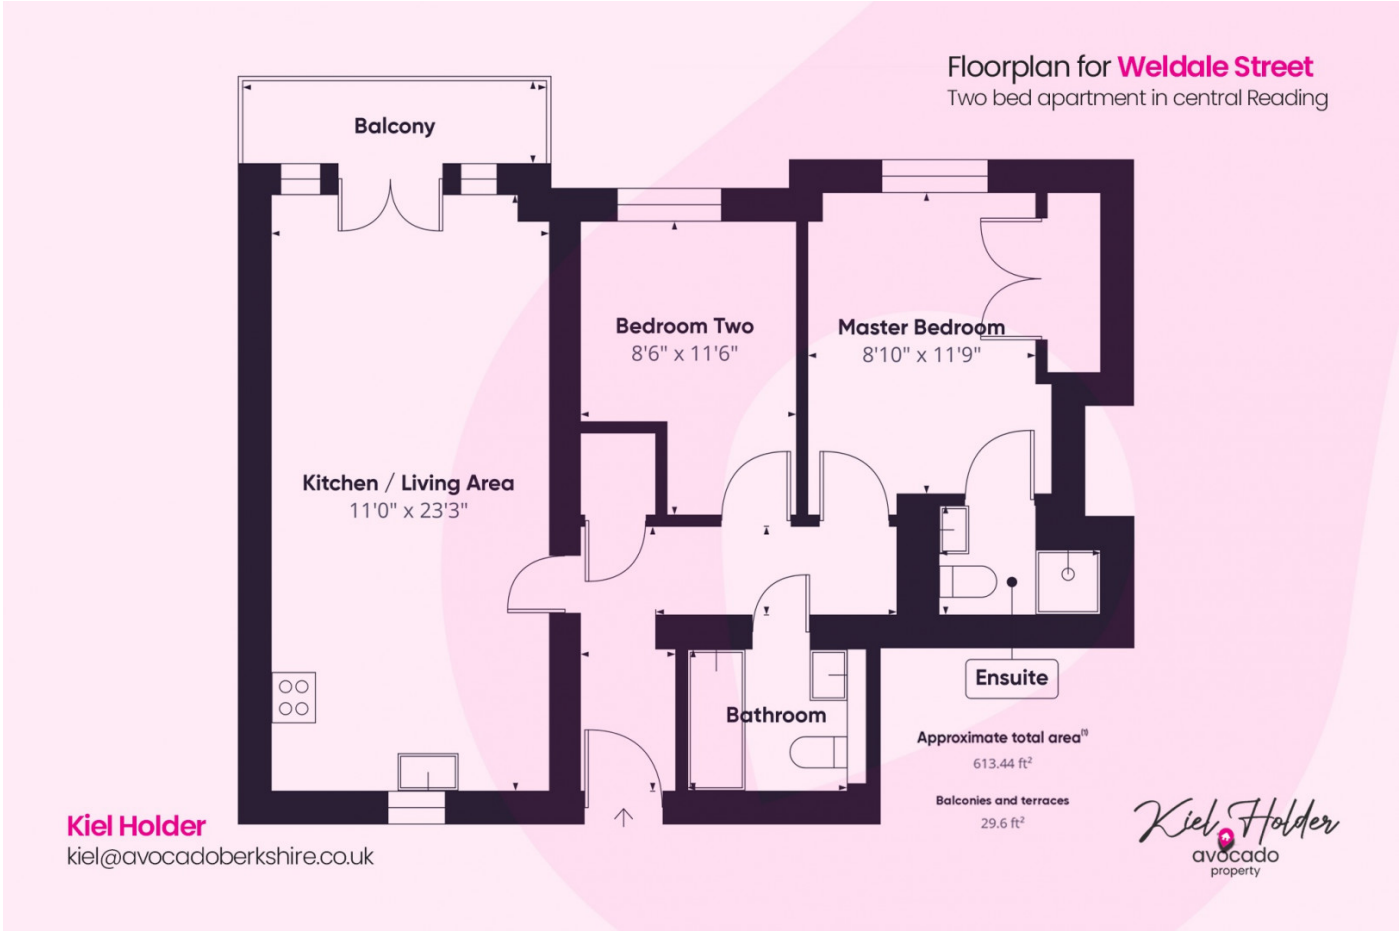 Floorplan for Weldale Street
Two bed apartment in central Reading
Balcony
Bedroom Two
8'6" x 11'6"
Master Bedroom
8'10" x 11'9"
Kitchen / Living Area
11'0" x 23'3"
Ensuite
Bathroom
Approximate total area⁽¹⁾
613.44 ft²
Balconies and terraces
29.6 ft²
Kiel Holder
kiel@avocadoberkshire.co.uk
Kiel Holder
avocado
property